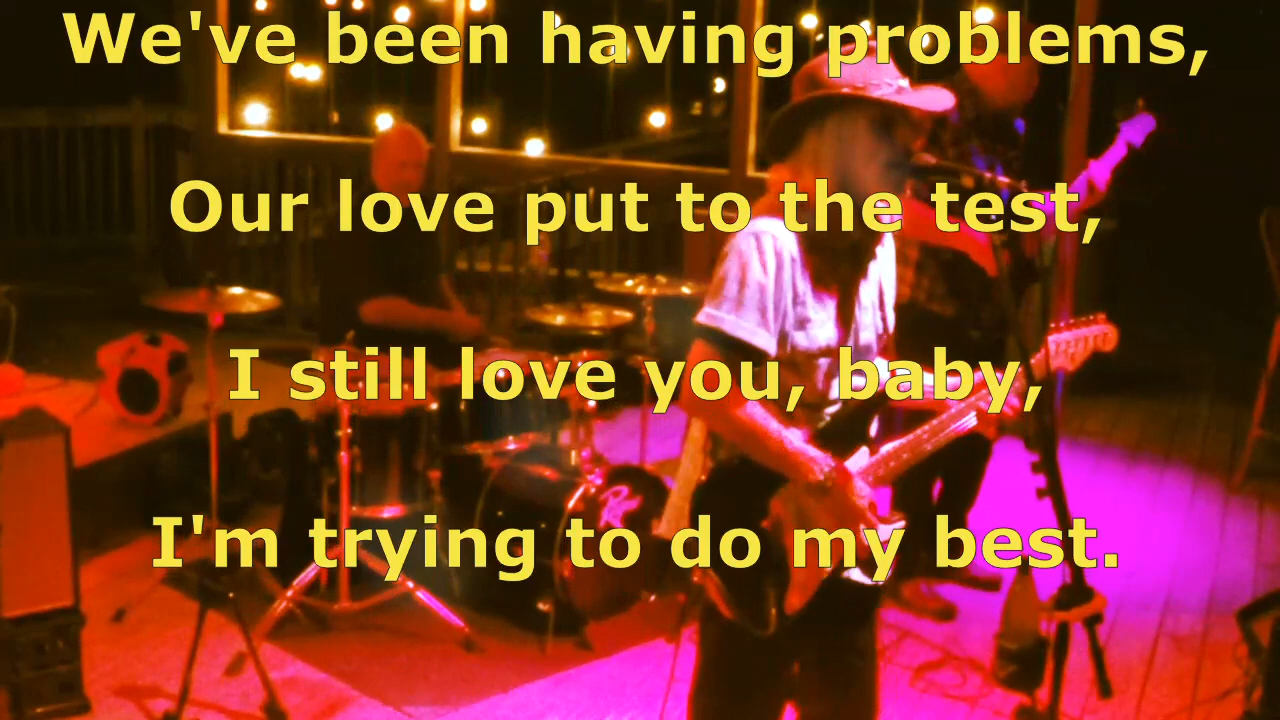 We've been having problems,
Our love put to the test,
I still love you, baby,
I'm trying to do my best.